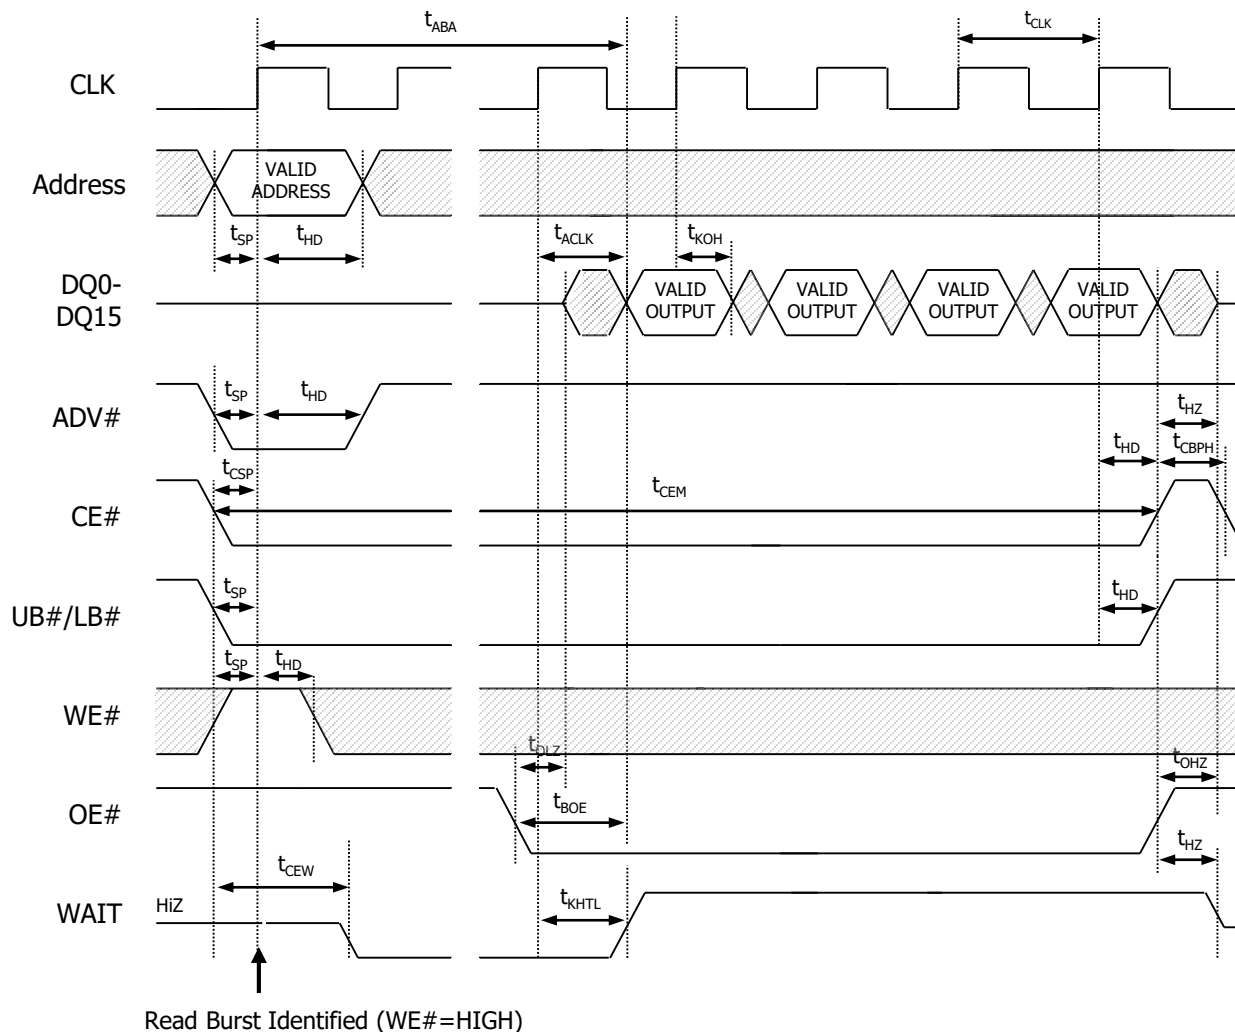 tABA
tCLK
CLK
Address
VALID
ADDRESS
tSP
tHD
tACLK
tKOH
DQ0-
DQ15
VALID
OUTPUT
VALID
OUTPUT
VALID
OUTPUT
VALID
OUTPUT
ADV#
tSP
tHD
tHZ
tHD
tCBPH
CE#
tCSP
tCEM
UB#/LB#
tSP
tHD
WE#
tSP
tHD
tOLZ
tOHZ
OE#
tBOE
tHZ
tCEW
WAIT
HiZ
tKHTL
Read Burst Identified (WE#=HIGH)